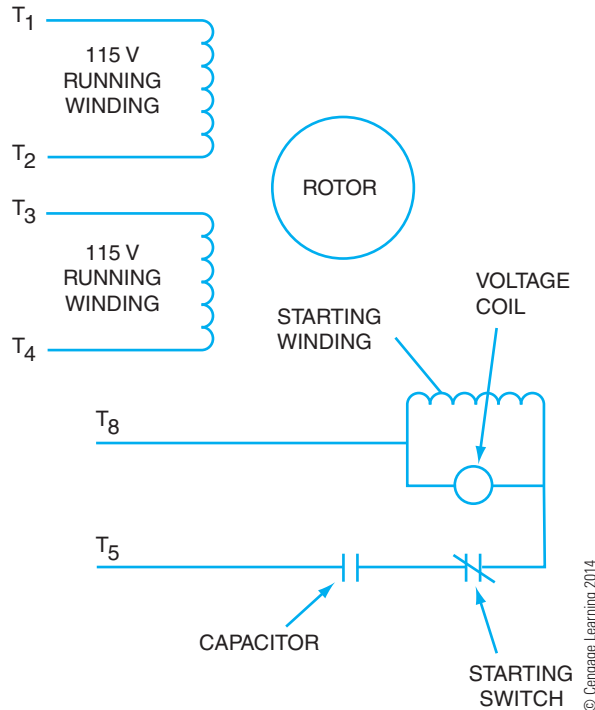 T1
115 V
RUNNING
WINDING
T2
T3
115 V
RUNNING
WINDING
T4
ROTOR
VOLTAGE
COIL
STARTING
WINDING
T8
T5
CAPACITOR
STARTING
SWITCH
© Cengage Learning 2014